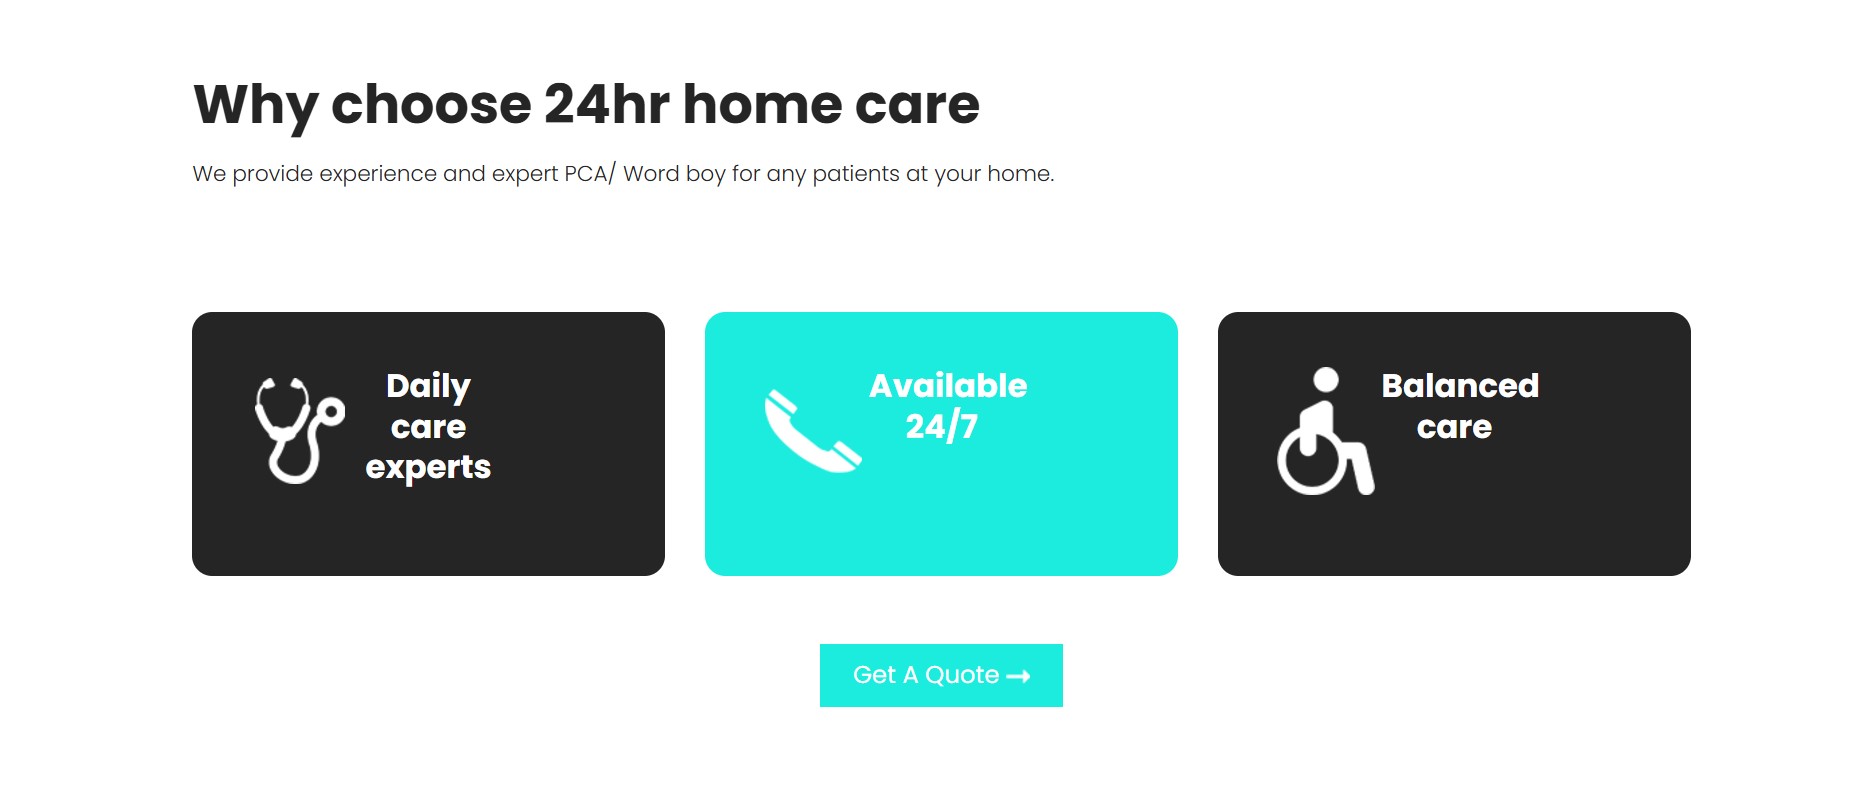 Why choose 24hr home care
We provide experience and expert PCA/ Word boy for any patients at your home.
Daily
care
experts
Available
24/7
Balanced
care
Get A Quote